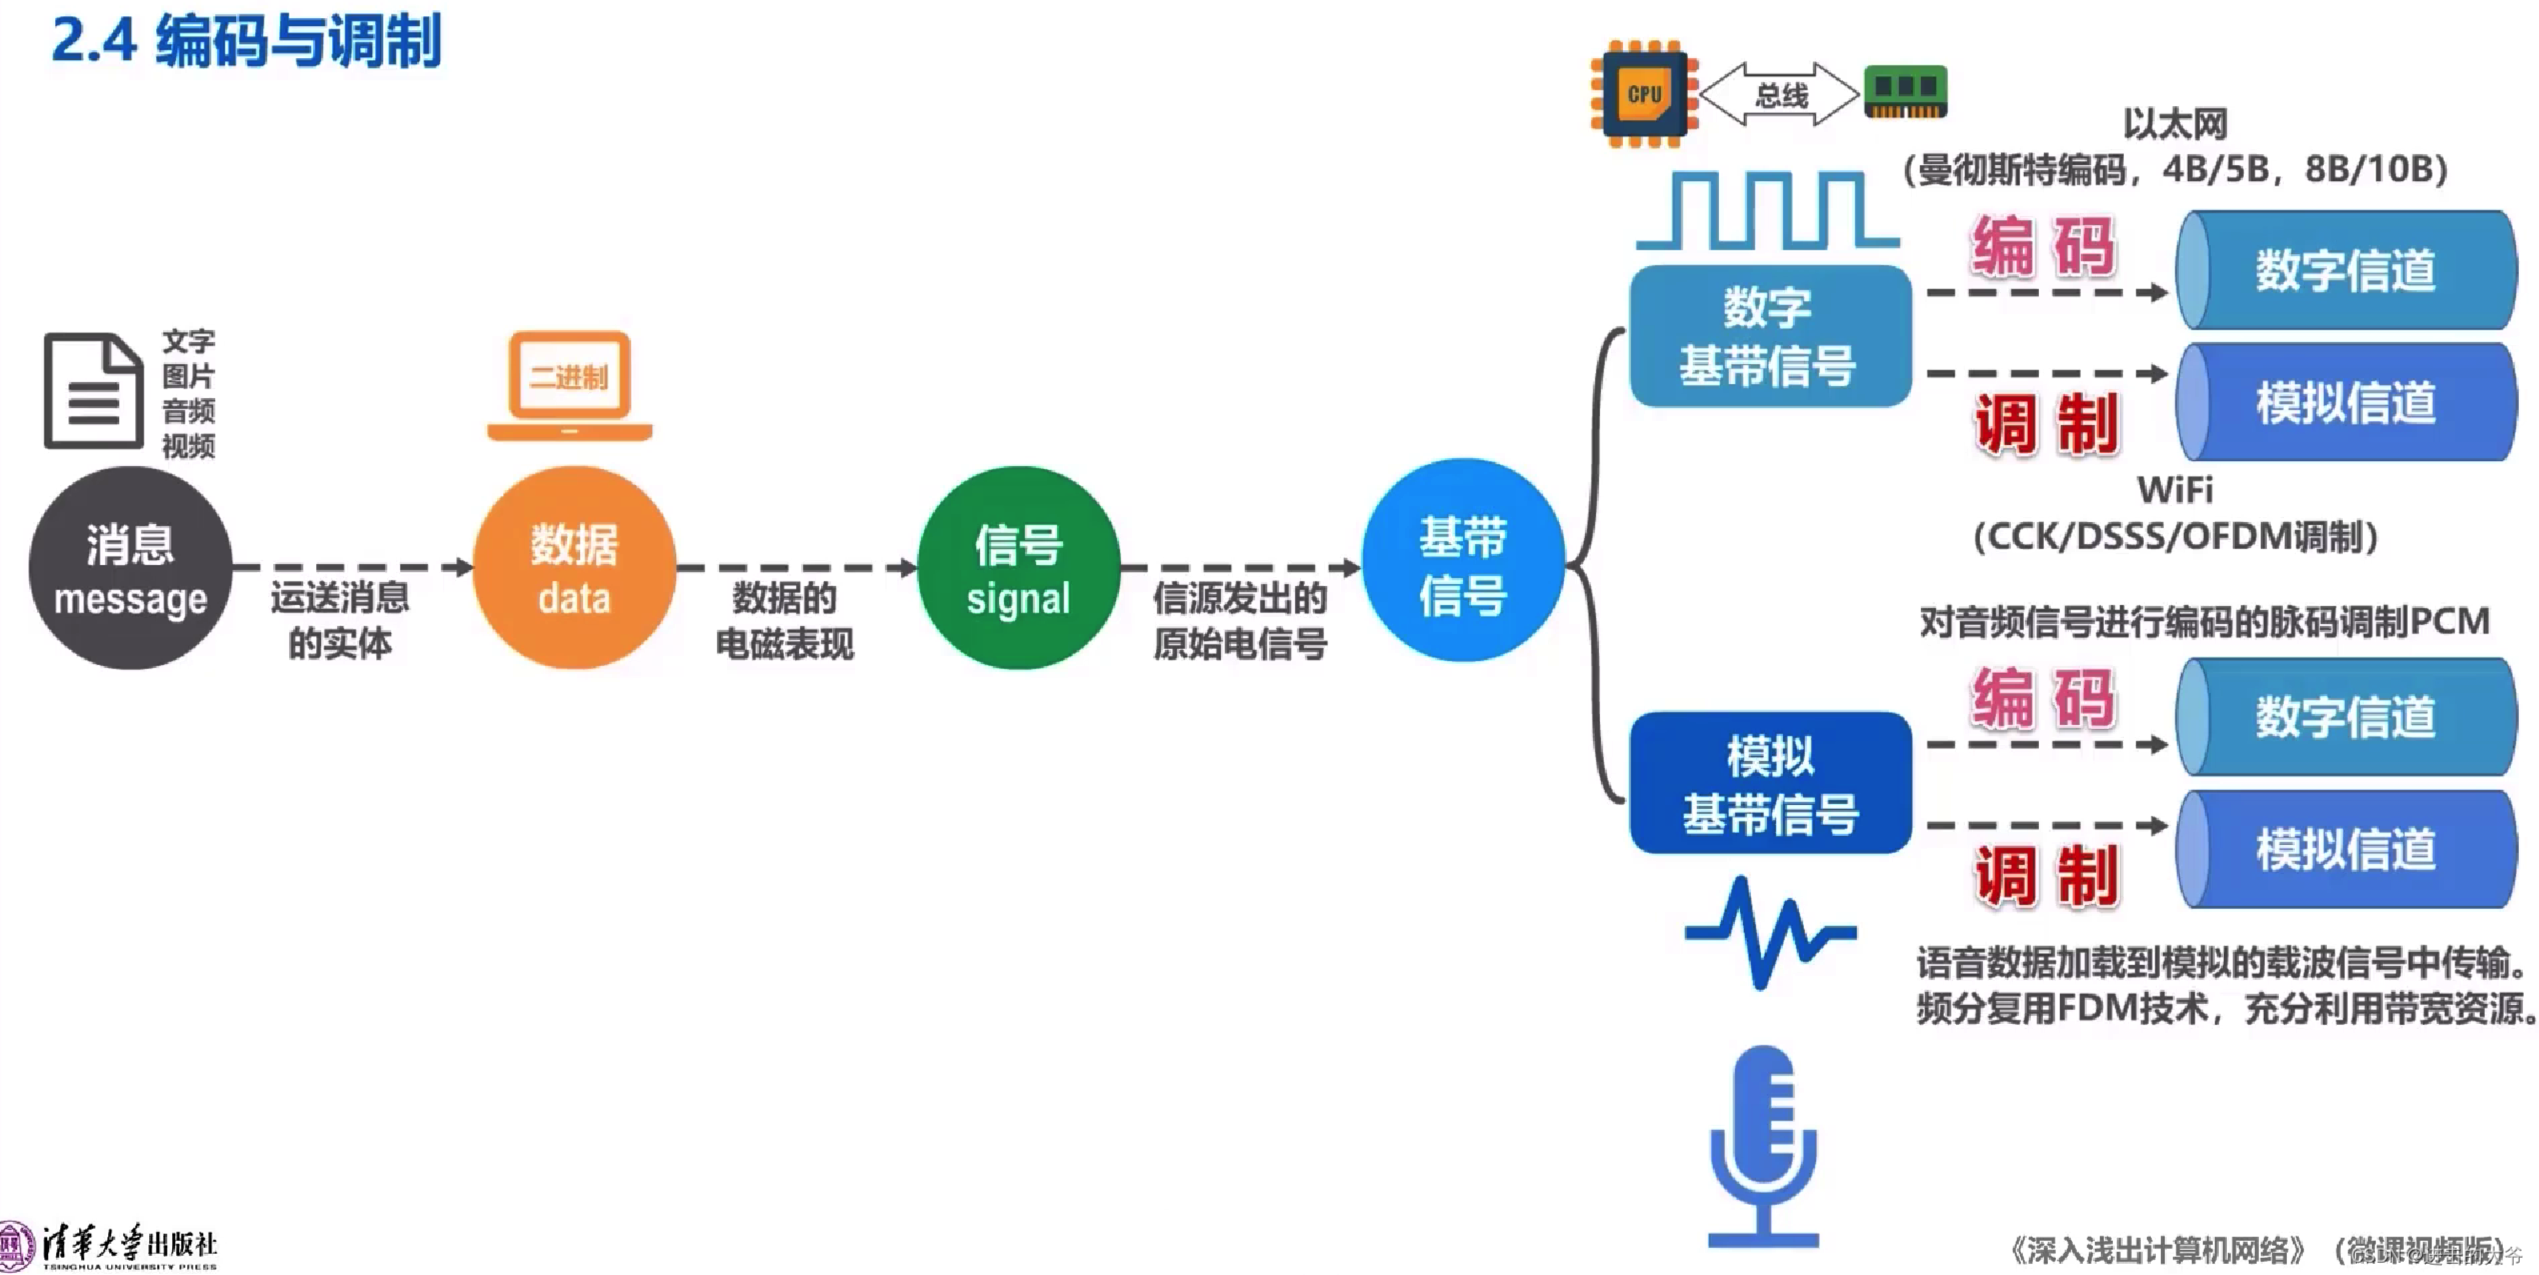 2.4 编码与调制
CPU
总线
以太网
(曼彻斯特编码，4B/5B，8B/10B)
编 码
数字信道
数字
基带信号
调 制
模拟信道
WiFi
(CCK/DSSS/OFDM调制)
文字
图片
音频
视频
二进制
消息
message
运送消息
的实体
数据
data
数据的
电磁表现
信号
signal
信源发出的
原始电信号
基带
信号
对音频信号进行编码的脉码调制PCM
编 码
数字信道
模拟
基带信号
调 制
模拟信道
语音数据加载到模拟的载波信号中传输。
频分复用FDM技术，充分利用带宽资源。
清华大学出版社
TSINGHUA UNIVERSITY PRESS
《深入浅出计算机网络》（微课视频版）